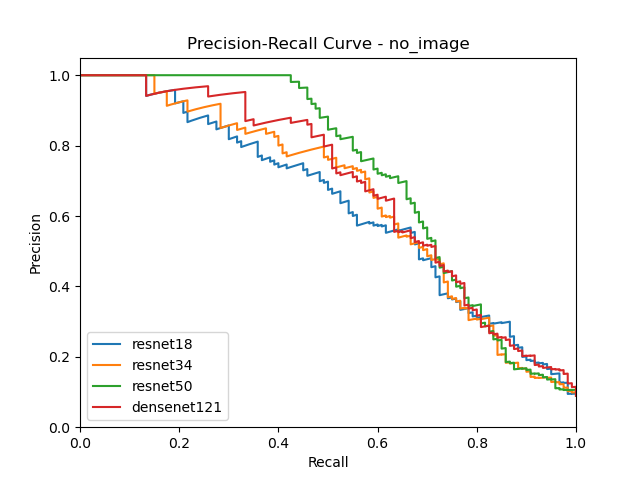 Precision-Recall Curve - no_image
1.0
0.8
0.6
0.4
0.2
0.0
Precision
resnet18
resnet34
resnet50
densenet121
0.0 0.2 0.4 0.6 0.8 1.0
Recall